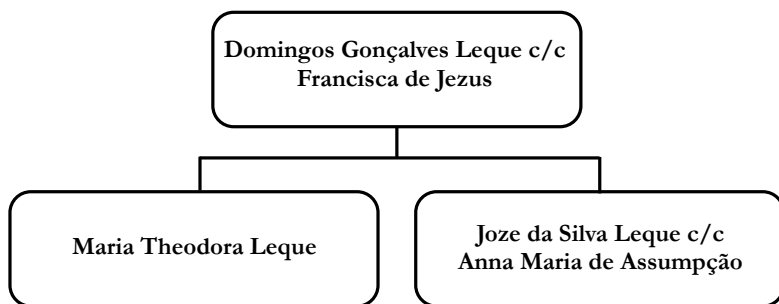 Domingos Gonçalves Leque c/c
Francisca de Jezus
Maria Theodora Leque
Joze da Silva Leque c/c
Anna Maria de Assumpção